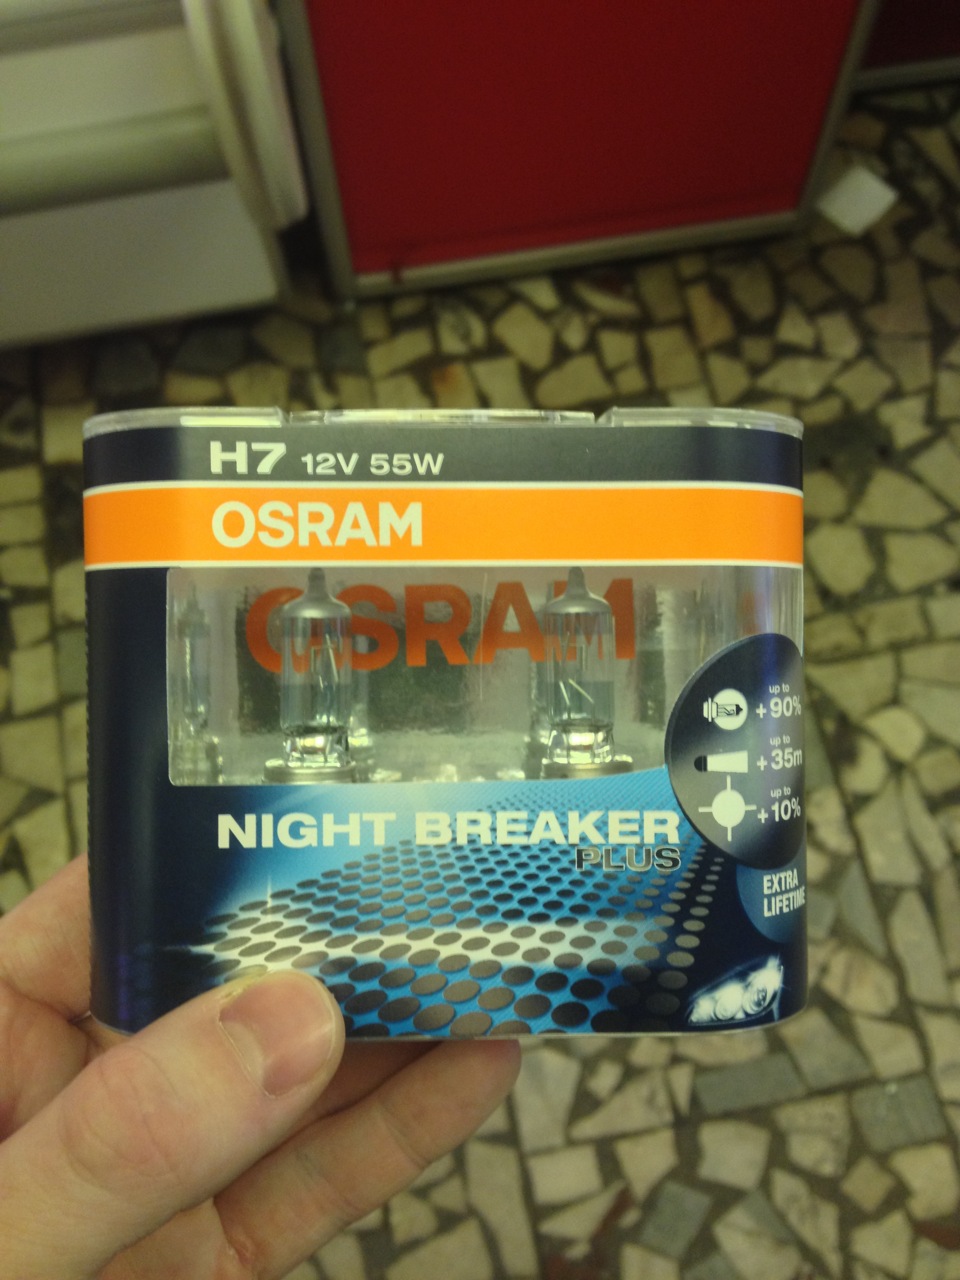 H7 12V 55W
OSRAM
OSRAM
up to
+90%
up to
+35m
up to
+10%
NIGHT BREAKER
PLUS
EXTRA
LIFETIME